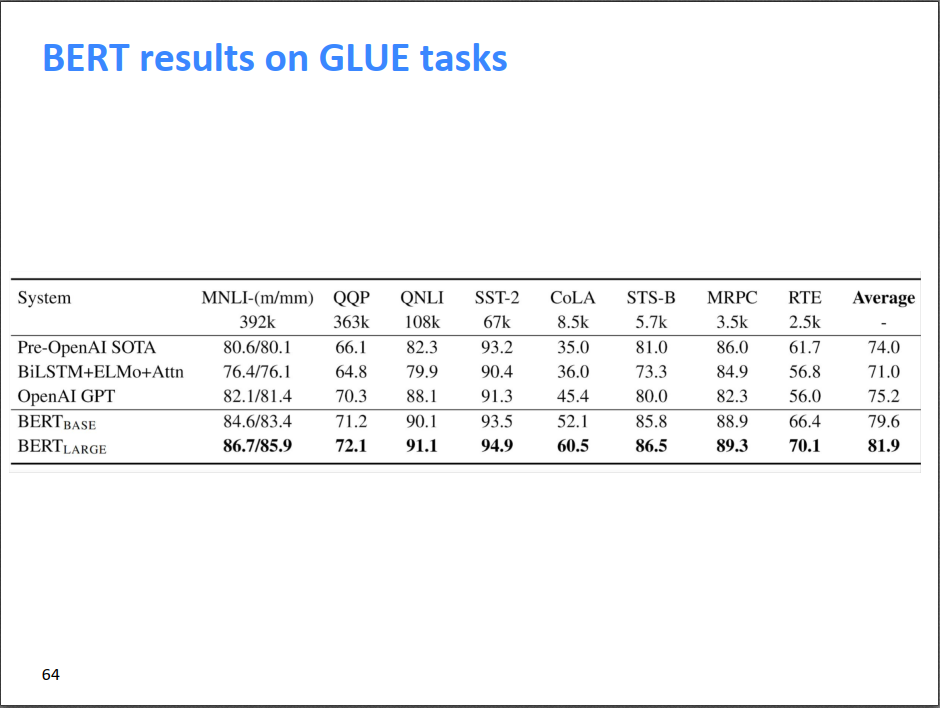 BERT results on GLUE tasks
System MNLI-(m/mm) QQP QNLI SST-2 CoLA STS-B MRPC RTE Average
392k 363k 108k 67k 8.5k 5.7k 3.5k 2.5k -
Pre-OpenAI SOTA 80.6/80.1 66.1 82.3 93.2 35.0 81.0 86.0 61.7 74.0
BiLSTM+ELMo+Attn 76.4/76.1 64.8 79.9 90.4 36.0 73.3 84.9 56.8 71.0
OpenAI GPT 82.1/81.4 70.3 88.1 91.3 45.4 80.0 82.3 56.0 75.2
BERTBASE 84.6/83.4 71.2 90.1 93.5 52.1 85.8 88.9 66.4 79.6
BERTLARGE 86.7/85.9 72.1 91.1 94.9 60.5 86.5 89.3 70.1 81.9
64